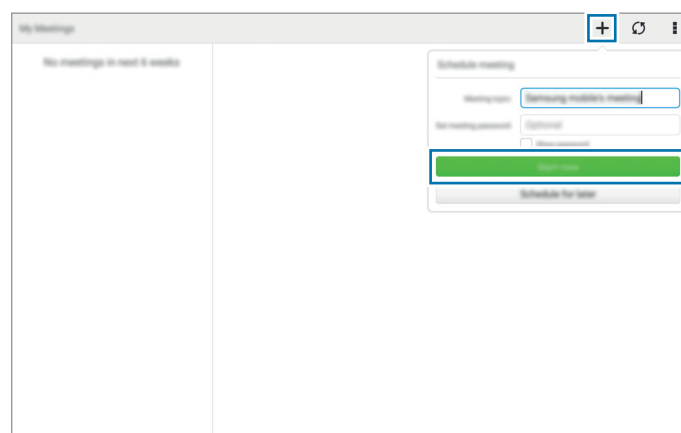 My Meetings
No meetings in next 6 weeks
Schedule meeting
Meeting topic
Samsung mobile's meeting
Set meeting password
Optional
Show password
Start now
Schedule for later